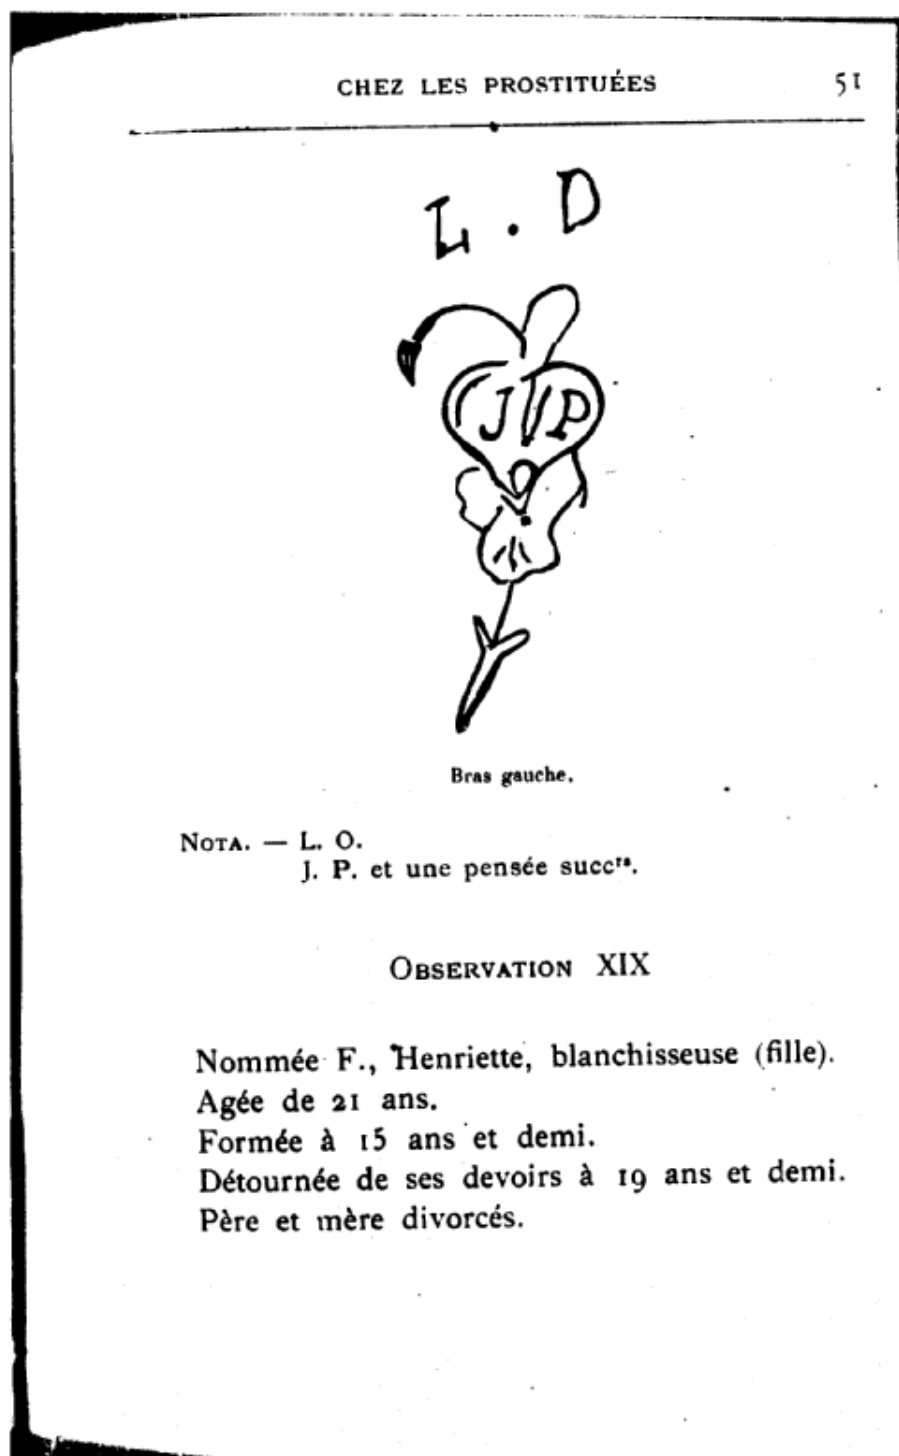 CHEZ LES PROSTITUÉES 51
L . D
J P
Bras gauche.
NOTA. — L. O.
J. P. et une pensée succʳˢ.
OBSERVATION XIX
Nommée F., Henriette, blanchisseuse (fille).
Agée de 21 ans.
Formée à 15 ans et demi.
Détournée de ses devoirs à 19 ans et demi.
Père et mère divorcés.